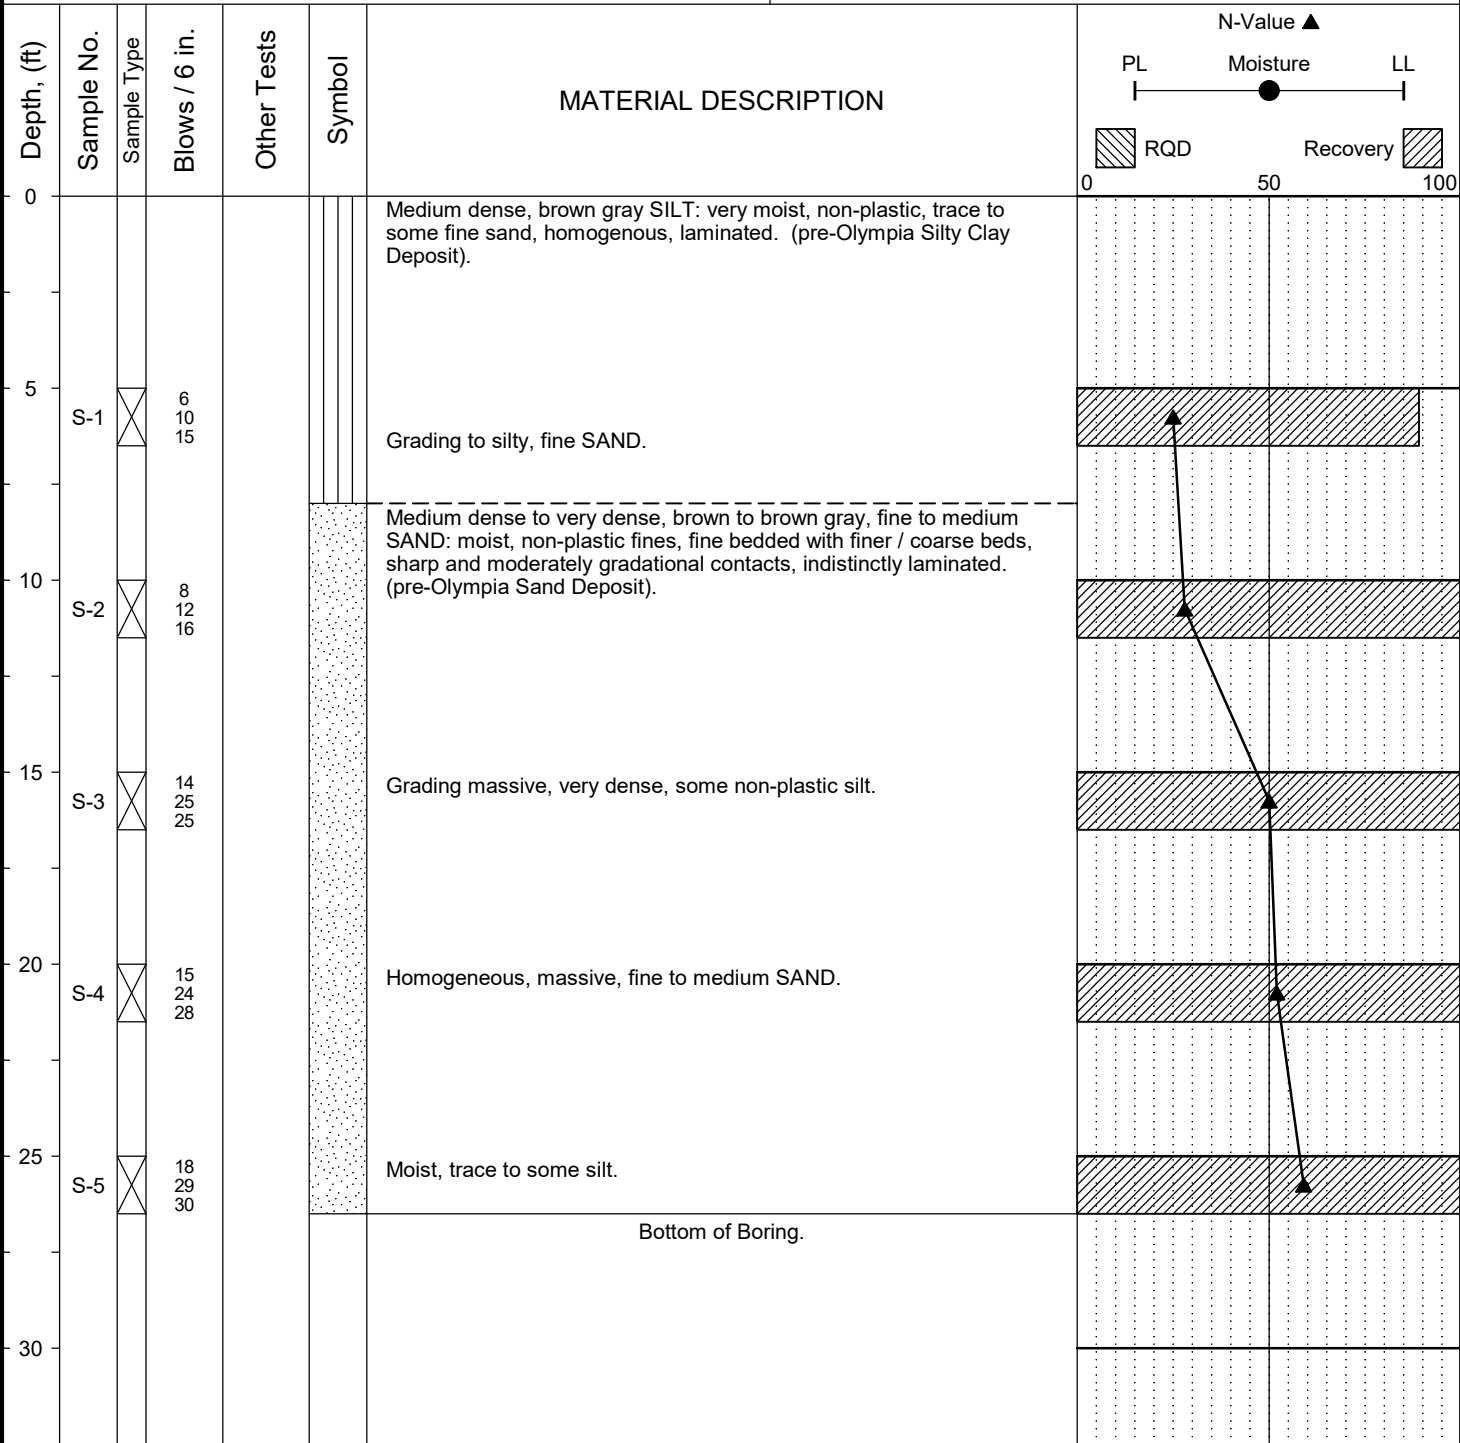 Depth, (ft)
Sample No.
Sample Type
Blows / 6 in.
Other Tests
Symbol
MATERIAL DESCRIPTION
N-Value
PL Moisture LL
RQD Recovery
0 50 100
0
Medium dense, brown gray SILT: very moist, non-plastic, trace to
some fine sand, homogenous, laminated. (pre-Olympia Silty Clay
Deposit).
5
S-1
6
10
15
Grading to silty, fine SAND.
Medium dense to very dense, brown to brown gray, fine to medium
SAND: moist, non-plastic fines, fine bedded with finer / coarse beds,
sharp and moderately gradational contacts, indistinctly laminated.
(pre-Olympia Sand Deposit).
10
S-2
8
12
16
15
S-3
14
25
25
Grading massive, very dense, some non-plastic silt.
20
S-4
15
24
28
Homogeneous, massive, fine to medium SAND.
25
S-5
18
29
30
Moist, trace to some silt.
Bottom of Boring.
30